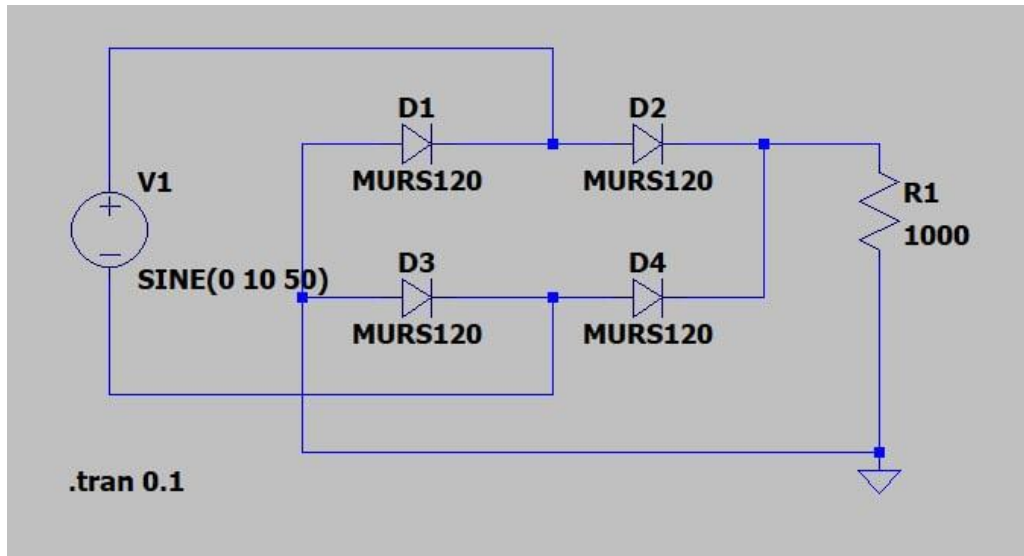 D1
D2
V1
MURS120
MURS120
R1
1000
SINE(0 10 50)
D3
D4
MURS120
MURS120
.tran 0.1